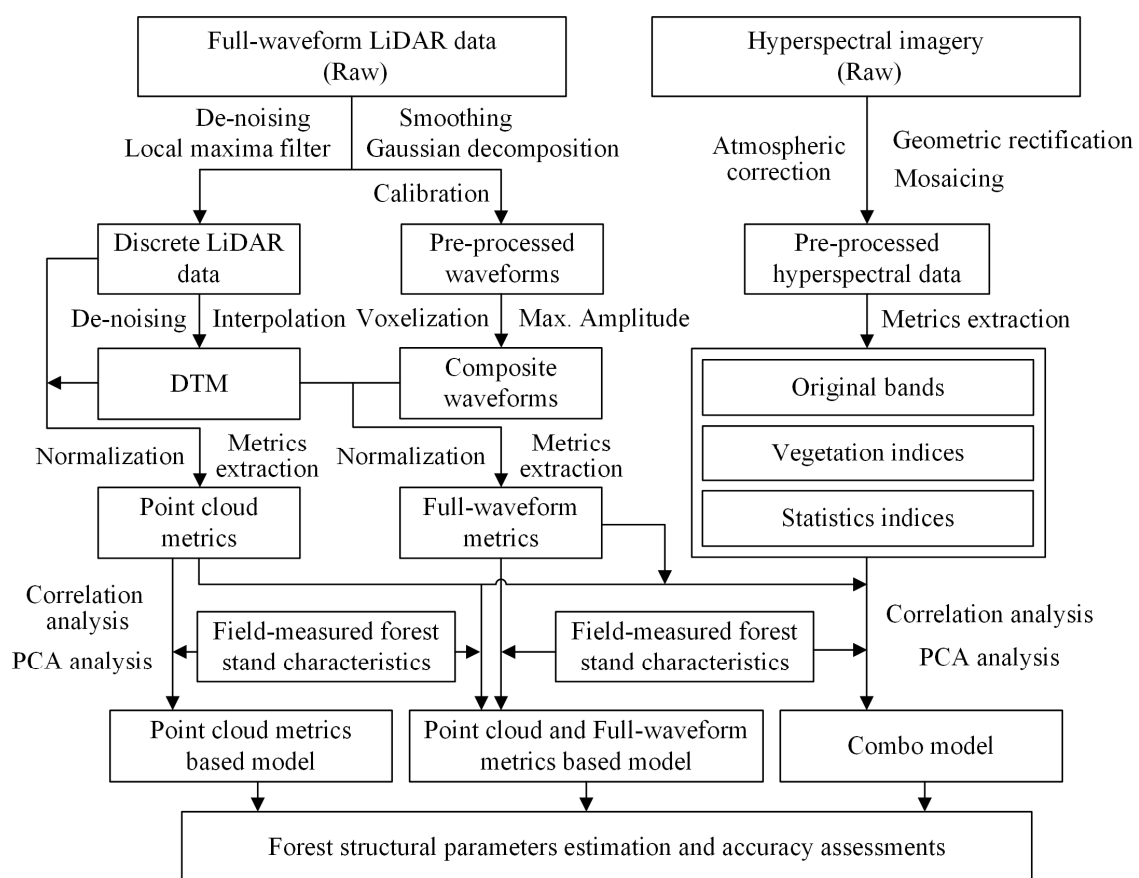 Full-waveform LiDAR data
(Raw)
Hyperspectral imagery
(Raw)
De-noising
Local maxima filter
Smoothing
Gaussian decomposition
Calibration
Atmospheric
correction
Geometric rectification
Mosaicing
Discrete LiDAR
data
Pre-processed
waveforms
Pre-processed
hyperspectral data
De-noising
Interpolation
Voxelization
Max. Amplitude
Metrics extraction
DTM
Composite
waveforms
Original bands
Vegetation indices
Statistics indices
Normalization
Metrics
extraction
Normalization
Metrics
extraction
Point cloud
metrics
Full-waveform
metrics
Correlation
analysis
PCA analysis
Field-measured forest
stand characteristics
Field-measured forest
stand characteristics
Correlation analysis
PCA analysis
Point cloud metrics
based model
Point cloud and Full-waveform
metrics based model
Combo model
Forest structural parameters estimation and accuracy assessments